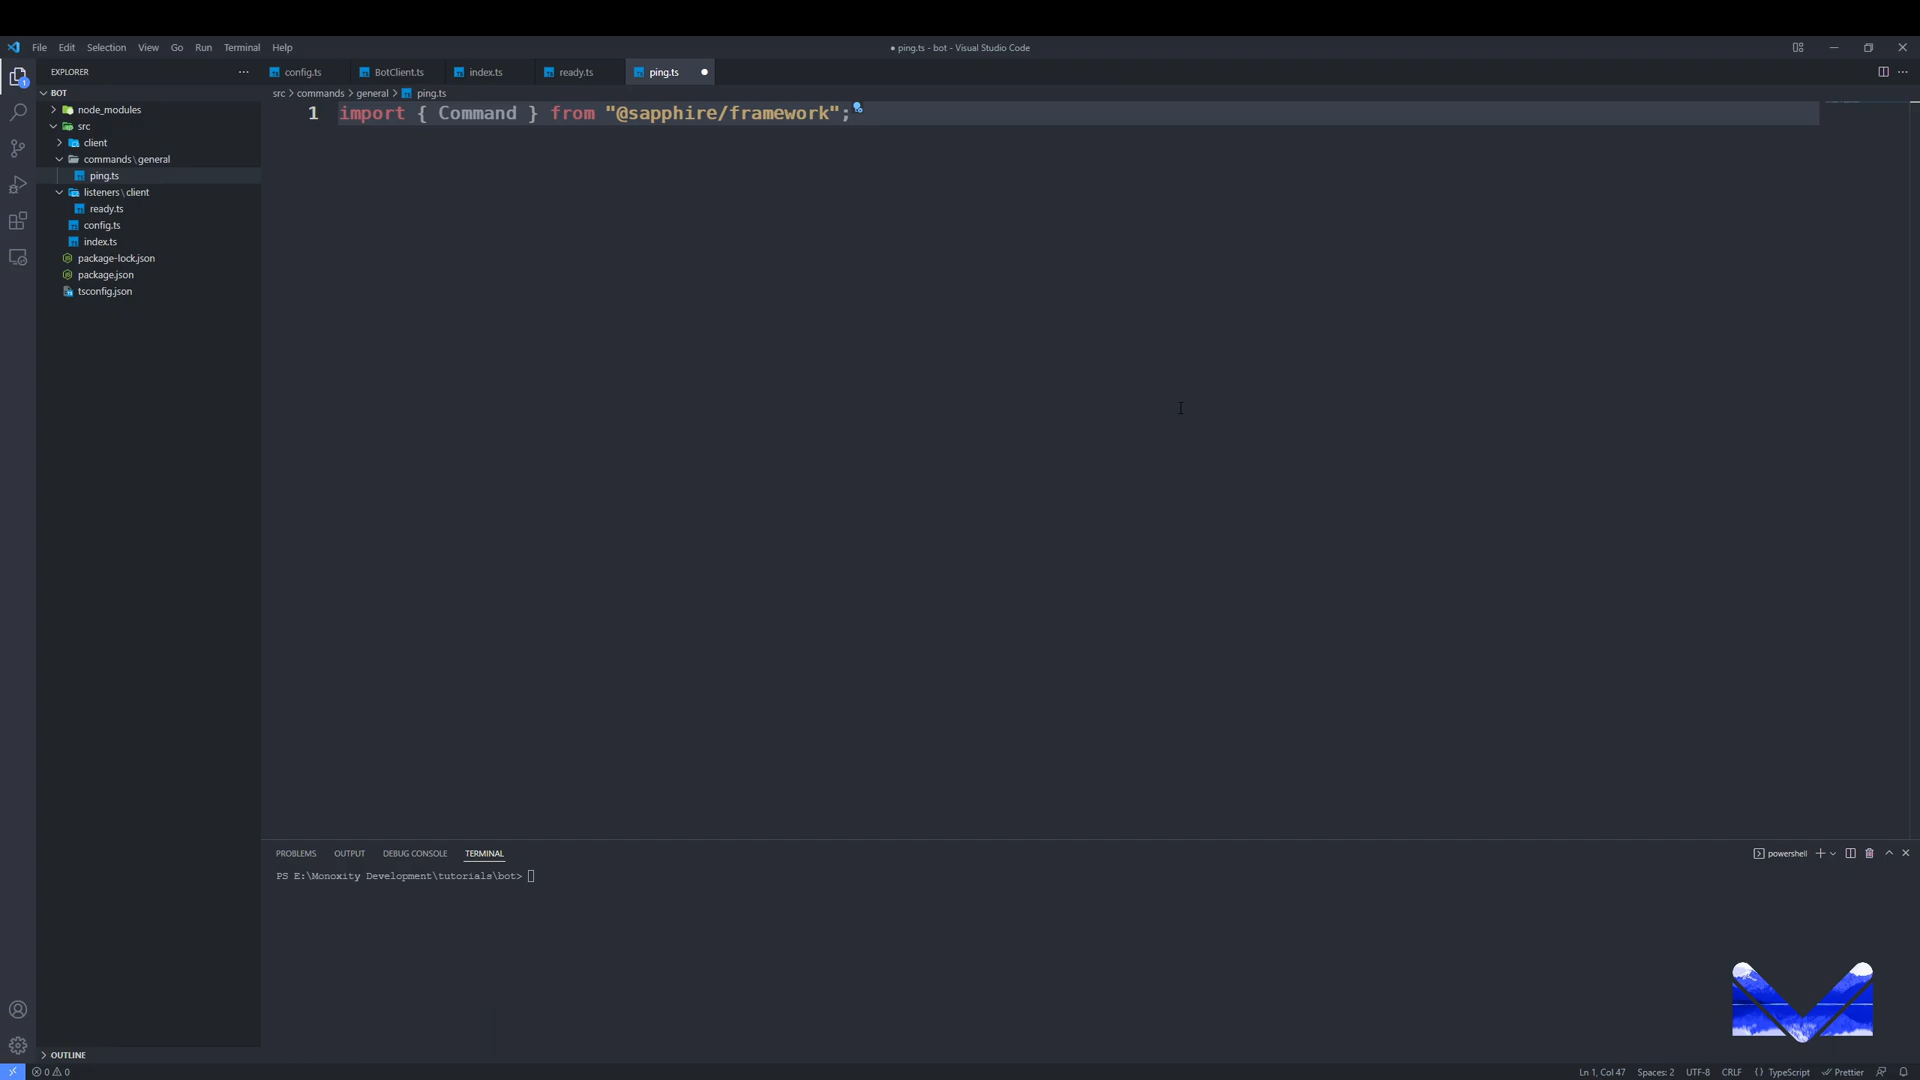 File Edit Selection View Go Run Terminal Help
● ping.ts - bot - Visual Studio Code
EXPLORER ...
config.ts BotClient.ts index.ts ready.ts ping.ts
BOT
src > commands > general > ping.ts
node_modules
1 import { Command } from "@sapphire/framework";
src
client
commands\general
ping.ts
listeners\client
ready.ts
config.ts
index.ts
package-lock.json
package.json
tsconfig.json
PROBLEMS OUTPUT DEBUG CONSOLE TERMINAL
powershell
PS E:\Monoxity Development\tutorials\bot>
OUTLINE
0 0
Ln 1, Col 47 Spaces: 2 UTF-8 CRLF { } TypeScript Prettier
1